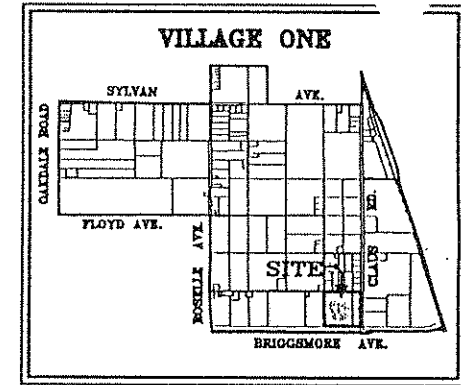 VILLAGE ONE
SYLVAN AVE.
OAKDALE ROAD
FLOYD AVE.
ROSELLE AVE.
SITE
CLAUS RD.
BRIGGSMORE AVE.